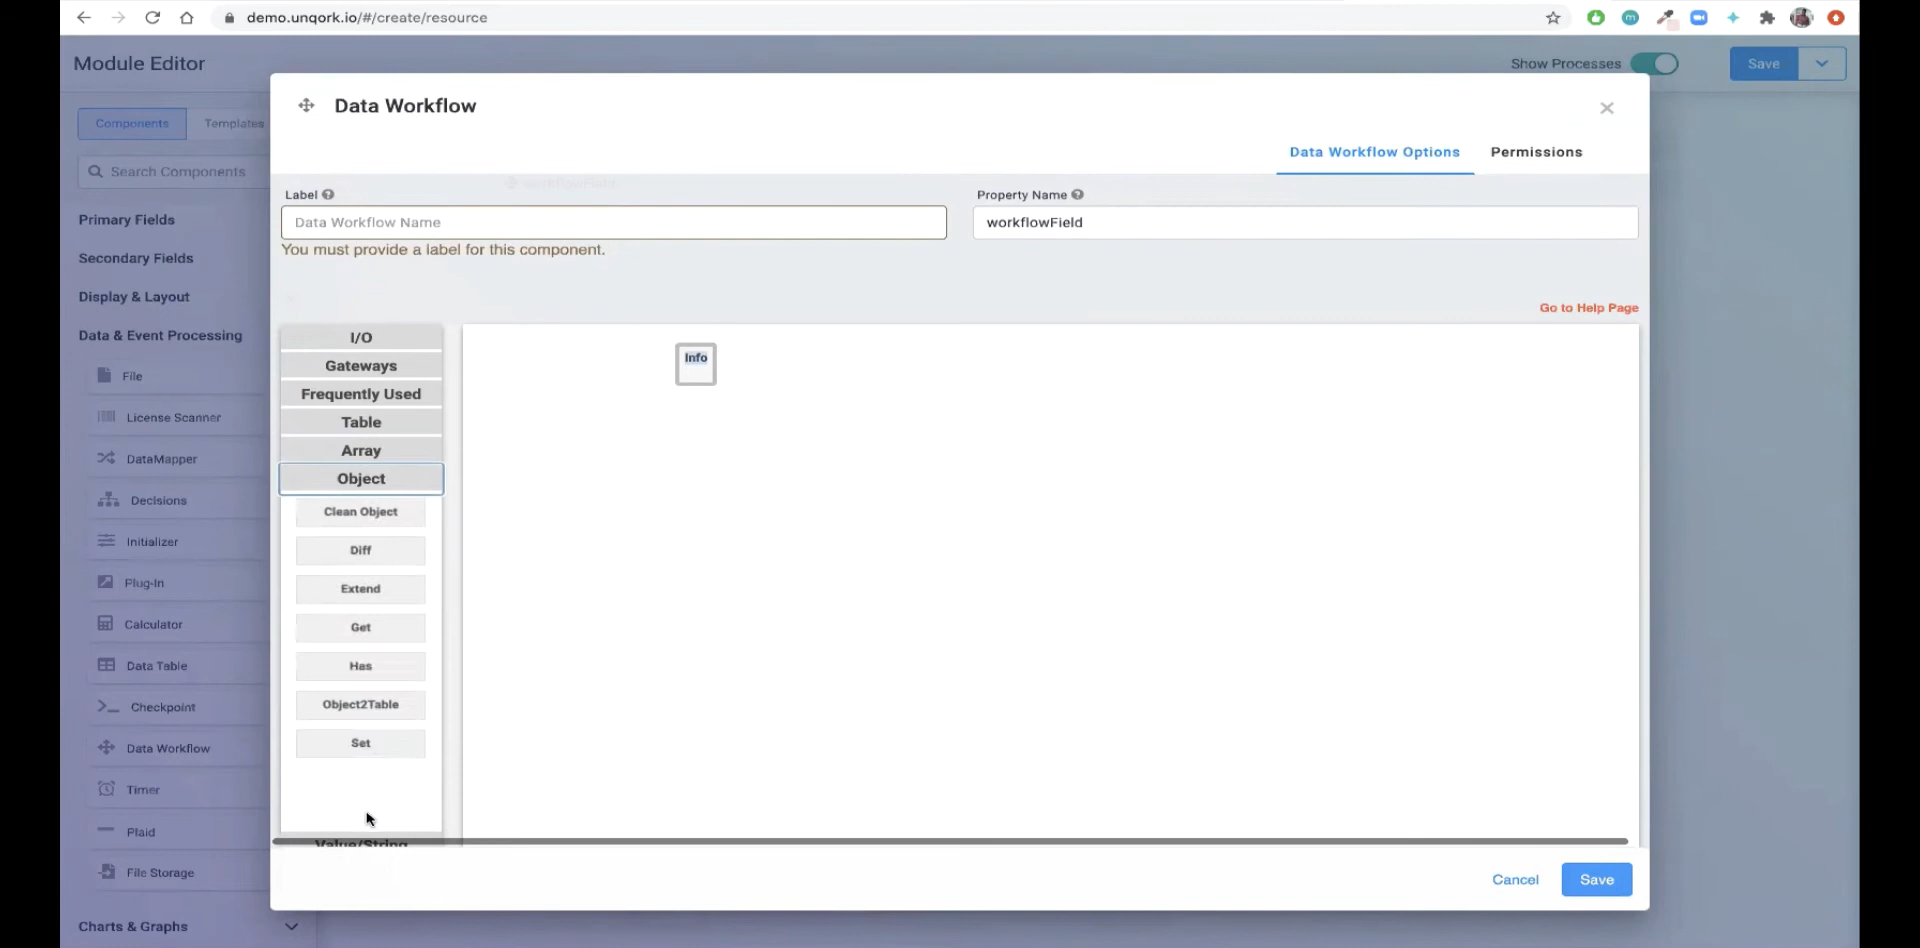 demo.unqork.io/#/create/resource
Module Editor
Show Processes
Save
Components
Templates
Search Components
Primary Fields
Secondary Fields
Display & Layout
Data & Event Processing
File
License Scanner
DataMapper
Decisions
Initializer
Plug-In
Calculator
Data Table
Checkpoint
Data Workflow
Timer
Plaid
File Storage
Charts & Graphs
Data Workflow
Data Workflow Options
Permissions
Label
Data Workflow Name
You must provide a label for this component.
Property Name
workflowField
Go to Help Page
I/O
Gateways
Frequently Used
Table
Array
Object
Clean Object
Diff
Extend
Get
Has
Object2Table
Set
Value/String
Info
Cancel
Save